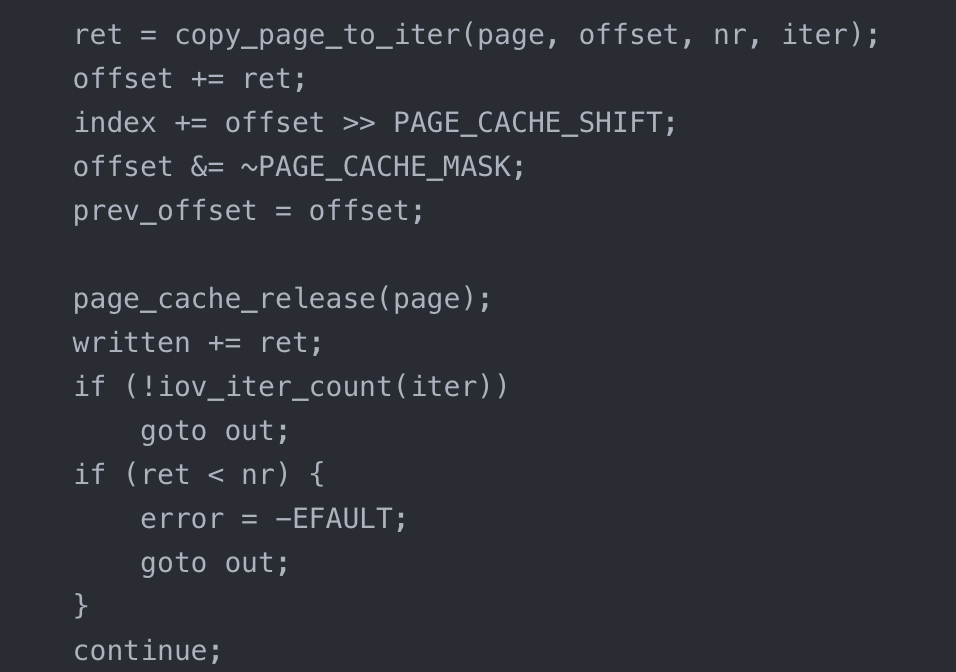 ret = copy_page_to_iter(page, offset, nr, iter);
offset += ret;
index += offset >> PAGE_CACHE_SHIFT;
offset &= ~PAGE_CACHE_MASK;
prev_offset = offset;

page_cache_release(page);
written += ret;
if (!iov_iter_count(iter))
    goto out;
if (ret < nr) {
    error = -EFAULT;
    goto out;
}
continue;